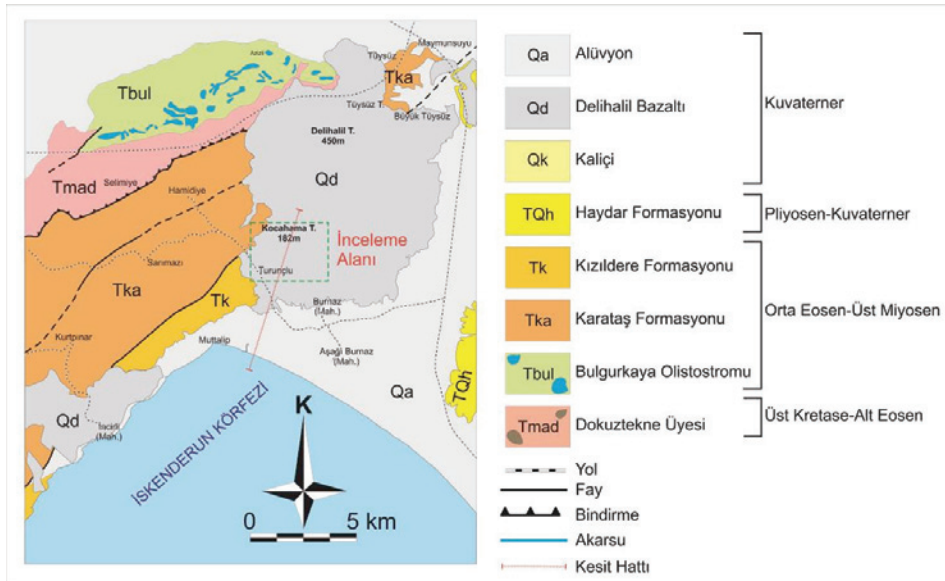 Tbul
Tüysüz
Maymunsuyu
Tka
Tüysüz T.
Büyük Tüysüz
Delihalil T.
450m
Qd
Tmad
Selimiye
Hamidiye
Kocahama T.
182m
İnceleme
Alanı
Sarımazı
Tka
Turunçlu
Tk
Burnaz
(Mah.)
Kurtpınar
Muttalip
Aşağı Burnaz
(Mah.)
Qa
TQh
Qd
İncirli
(Mah.)
İSKENDERUN KÖRFEZİ
K
0 5 km
Qa Alüvyon
Qd Delihalil Bazaltı
Qk Kaliçi
Kuvaterner
TQh Haydar Formasyonu
Pliyosen-Kuvaterner
Tk Kızıldere Formasyonu
Tka Karataş Formasyonu
Tbul Bulgurkaya Olistostromu
Orta Eosen-Üst Miyosen
Tmad Dokuztekne Üyesi
Üst Kretase-Alt Eosen
Yol
Fay
Bindirme
Akarsu
Kesit Hattı